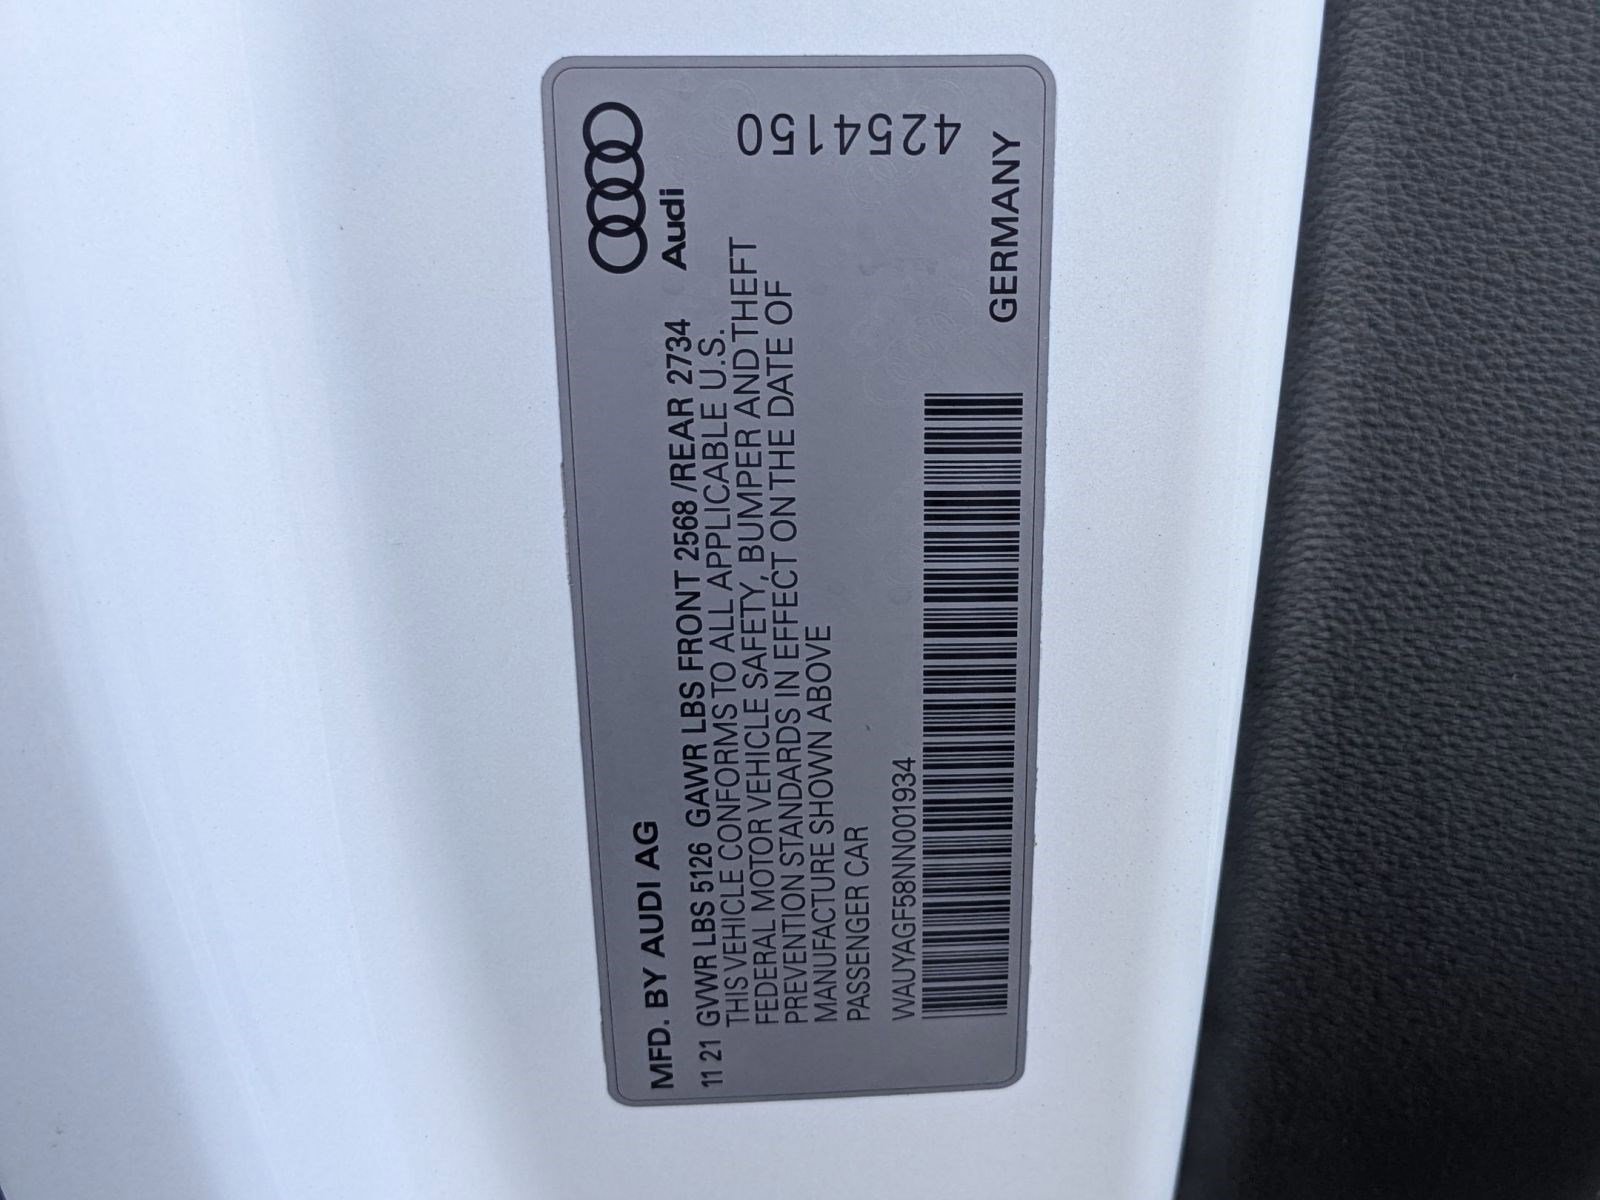 Audi
MFD. BY AUDI AG
11 21 GVWR LBS 5126 GAWR LBS FRONT 2568 /REAR 2734
THIS VEHICLE CONFORMS TO ALL APPLICABLE U.S.
FEDERAL MOTOR VEHICLE SAFETY, BUMPER AND THEFT
PREVENTION STANDARDS IN EFFECT ON THE DATE OF
MANUFACTURE SHOWN ABOVE
PASSENGER CAR
WAUYAGF58NN001934
GERMANY
4254150